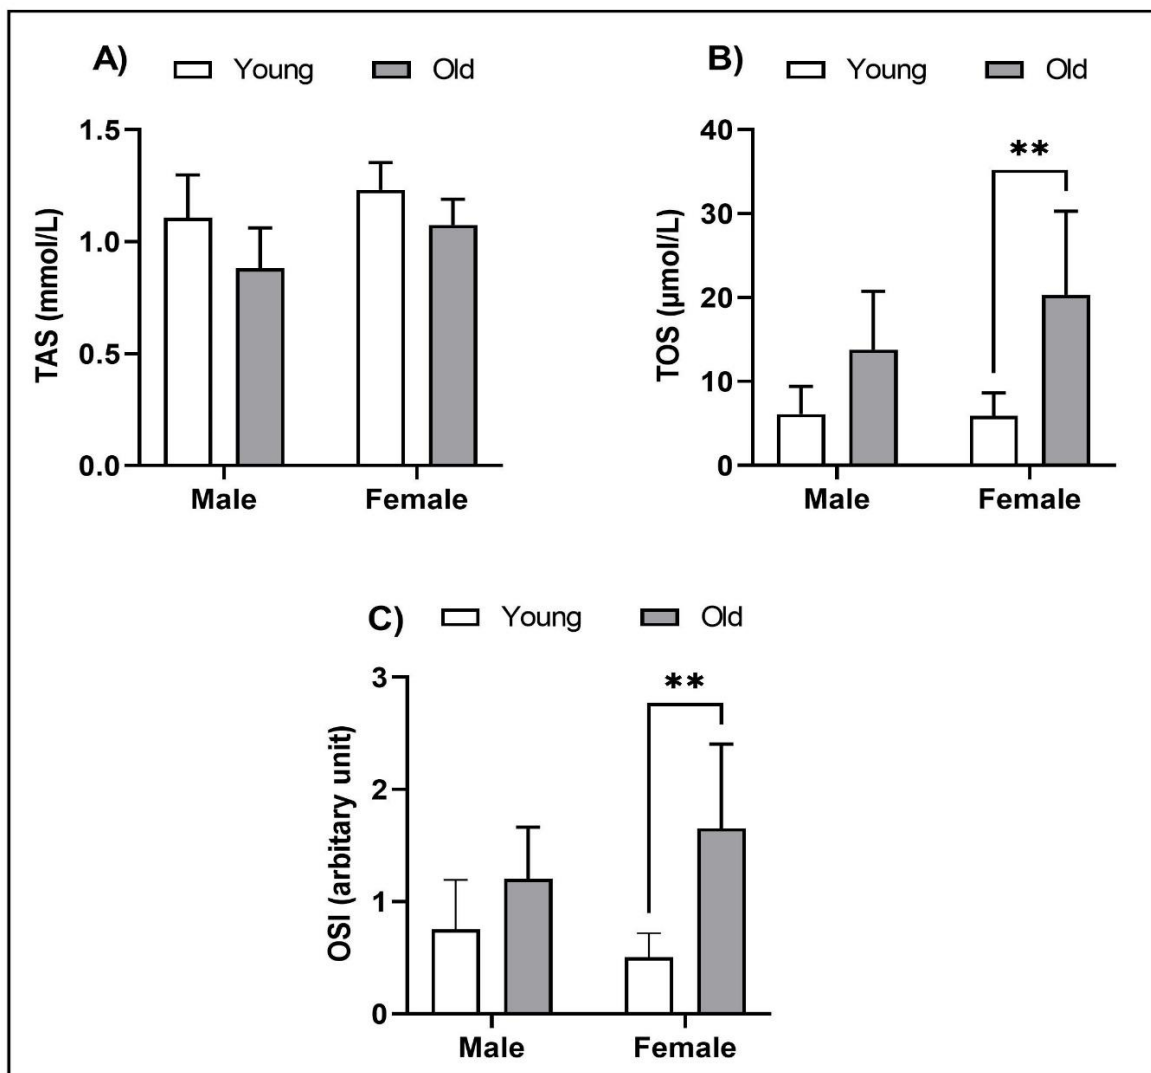 A) Young Old
1.5
1.0
0.5
0.0
TAS (mmol/L)
Male Female
B) Young Old
**
40
30
20
10
0
TOS (µmol/L)
Male Female
C) Young Old
**
3
2
1
0
OSI (arbitary unit)
Male Female